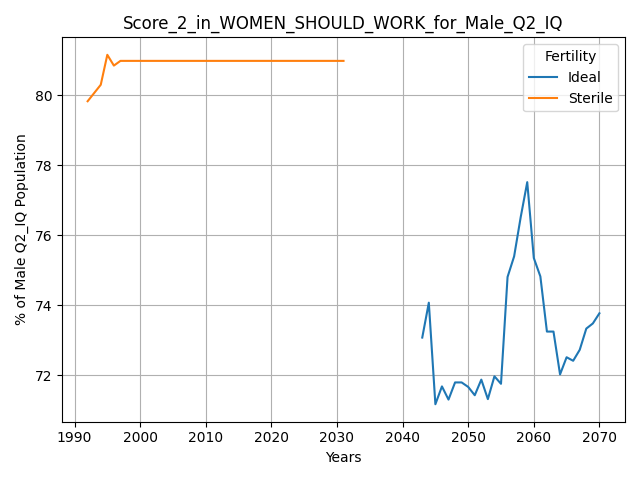 Score_2_in_WOMEN_SHOULD_WORK_for_Male_Q2_IQ
% of Male Q2_IQ Population
80
78
76
74
72
Fertility
Ideal
Sterile
1990 2000 2010 2020 2030 2040 2050 2060 2070
Years